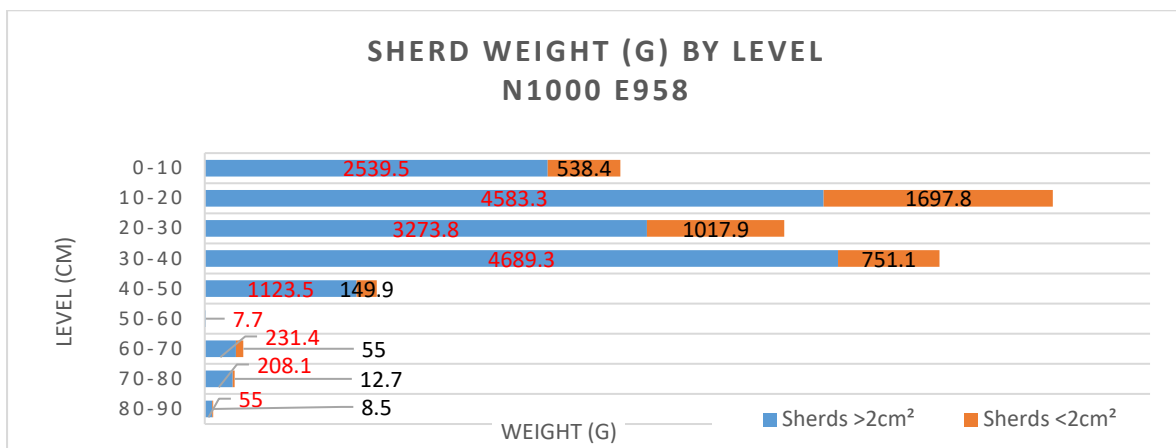 SHERD WEIGHT (G) BY LEVEL
N1000 E958
LEVEL (CM)
0-10 2539.5 538.4
10-20 4583.3 1697.8
20-30 3273.8 1017.9
30-40 4689.3 751.1
40-50 1123.5 149.9
50-60 7.7
60-70 231.4 55
70-80 208.1 12.7
80-90 55 8.5
WEIGHT (G)
Sherds >2cm² Sherds <2cm²